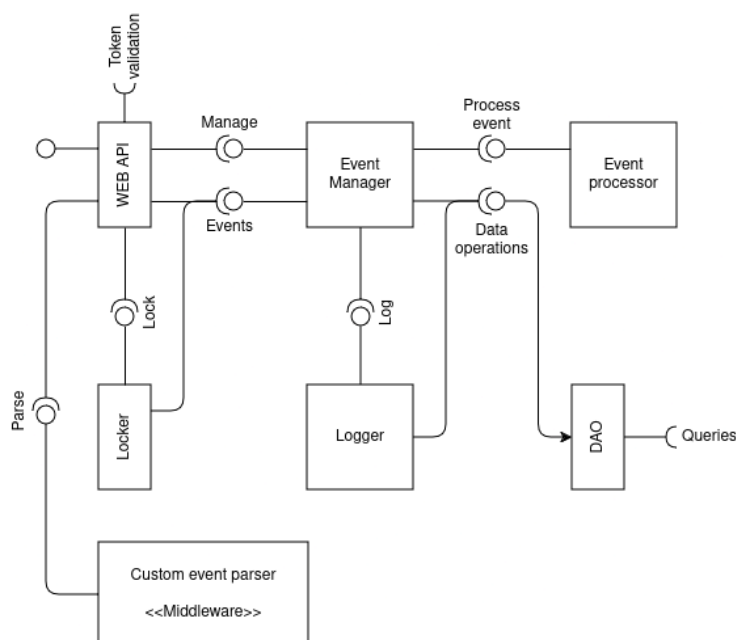 Token
validation
Manage
Process
event
WEB API
Event
Manager
Event
processor
Events
Data
operations
Lock
Log
Parse
Locker
Logger
DAO
Queries
Custom event parser
<<Middleware>>